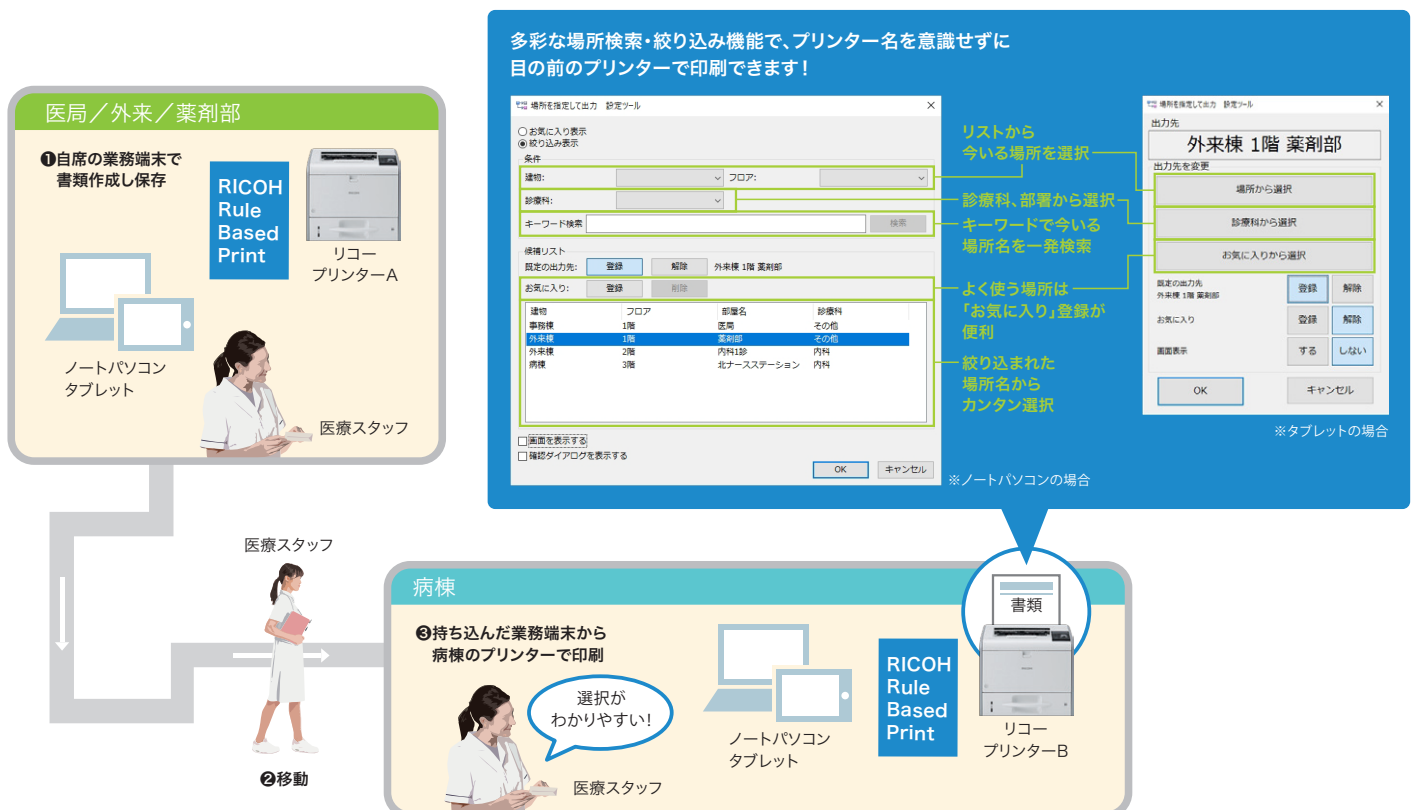 多彩な場所検索・絞り込み機能で、プリンター名を意識せずに
目の前のプリンターで印刷できます!
医局/外来/薬剤部
❶自席の業務端末で
書類作成し保存
RICOH
Rule
Based
Print
リコー
プリンターA
ノートパソコン
タブレット
医療スタッフ
場所を指定して出力 設定ツール
お気に入り表示
絞り込み表示
条件
建物:
フロア:
診療科:
キーワード検索
検索
候補リスト
既定の出力先: 登録 解除 外来棟 1階 薬剤部
お気に入り: 登録 削除
建物 フロア 部屋名 診療科
事務棟 1階 医局 その他
外来棟 1階 薬剤部 その他
外来棟 2階 内科1診 内科
病棟 3階 北ナースステーション 内科
画面を表示する
確認ダイアログを表示する
OK キャンセル
※ノートパソコンの場合
リストから
今いる場所を選択
診療科、部署から選択
キーワードで今いる
場所名を一発検索
よく使う場所は
「お気に入り」登録が
便利
絞り込まれた
場所名から
カンタン選択
場所を指定して出力 設定ツール
出力先
外来棟 1階 薬剤部
出力先を変更
場所から選択
診療科から選択
お気に入りから選択
既定の出力先
外来棟 1階 薬剤部
登録 解除
お気に入り 登録 解除
画面表示 する しない
OK キャンセル
※タブレットの場合
医療スタッフ
❷移動
病棟
❸持ち込んだ業務端末から
病棟のプリンターで印刷
選択が
わかりやすい!
医療スタッフ
ノートパソコン
タブレット
RICOH
Rule
Based
Print
書類
リコー
プリンターB